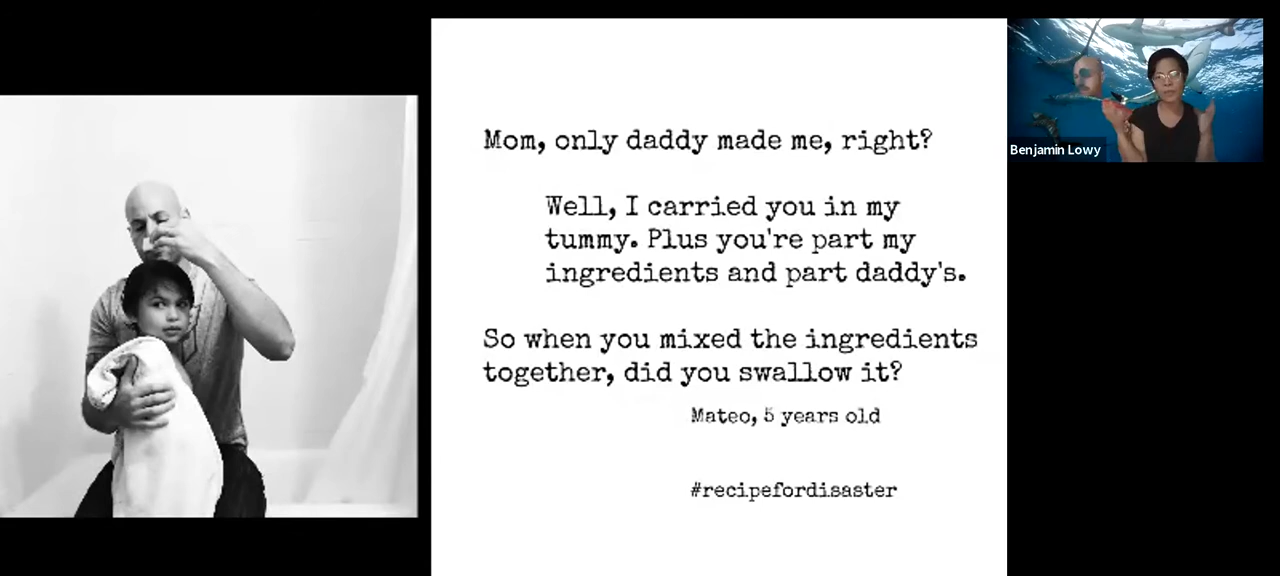 Mom, only daddy made me, right?
Well, I carried you in my
tummy. Plus you're part my
ingredients and part daddy's.
So when you mixed the ingredients
together, did you swallow it?
Mateo, 5 years old
#recipefordisaster
Benjamin Lowy